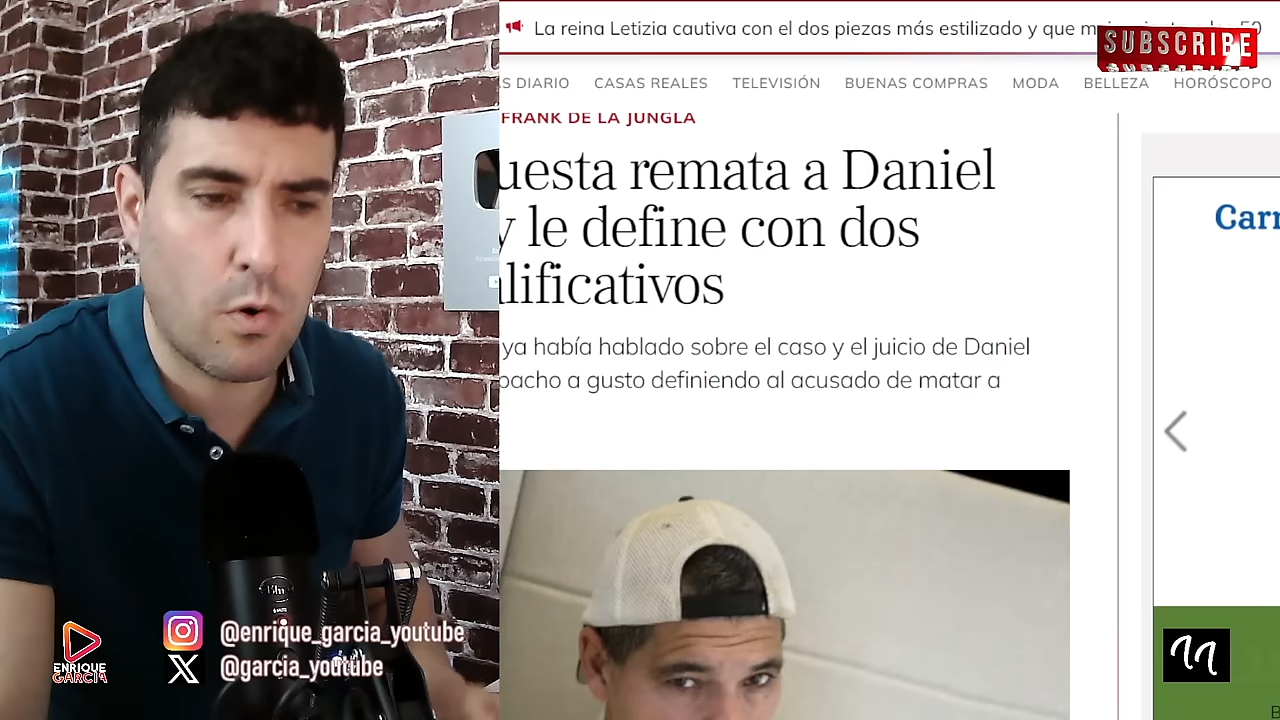 La reina Letizia cautiva con el dos piezas más estilizado y que
SUBSCRIBE
S DIARIO CASAS REALES TELEVISIÓN BUENAS COMPRAS MODA BELLEZA HORÓSCOPO
FRANK DE LA JUNGLA
uesta remata a Daniel
y le define con dos
lificativos
ya había hablado sobre el caso y el juicio de Daniel
pacho a gusto definiendo al acusado de matar a
Carr
Blue
ENRIQUE
GARCIA
@enrique_garcia_youtube
@garcia_youtube